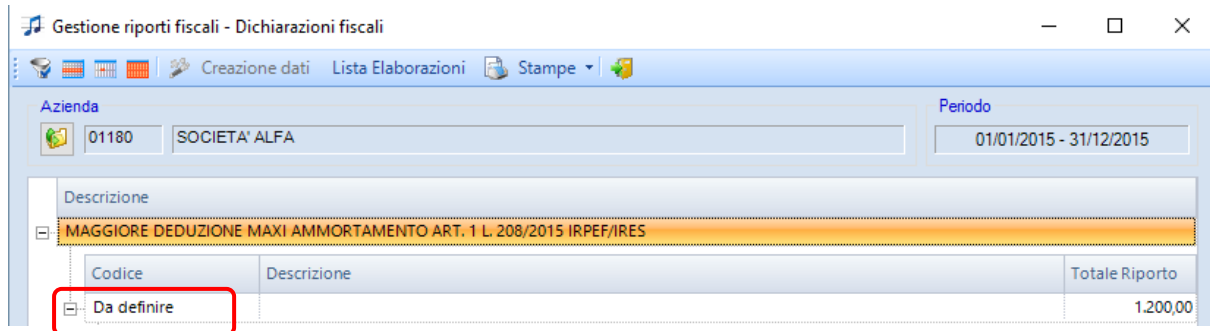 Gestione riporti fiscali - Dichiarazioni fiscali
Creazione dati Lista Elaborazioni Stampe
Azienda Periodo
01180 SOCIETA' ALFA 01/01/2015 - 31/12/2015
Descrizione
MAGGIORE DEDUZIONE MAXI AMMORTAMENTO ART. 1 L. 208/2015 IRPEF/IRES
Codice Descrizione Totale Riporto
Da definire 1.200,00